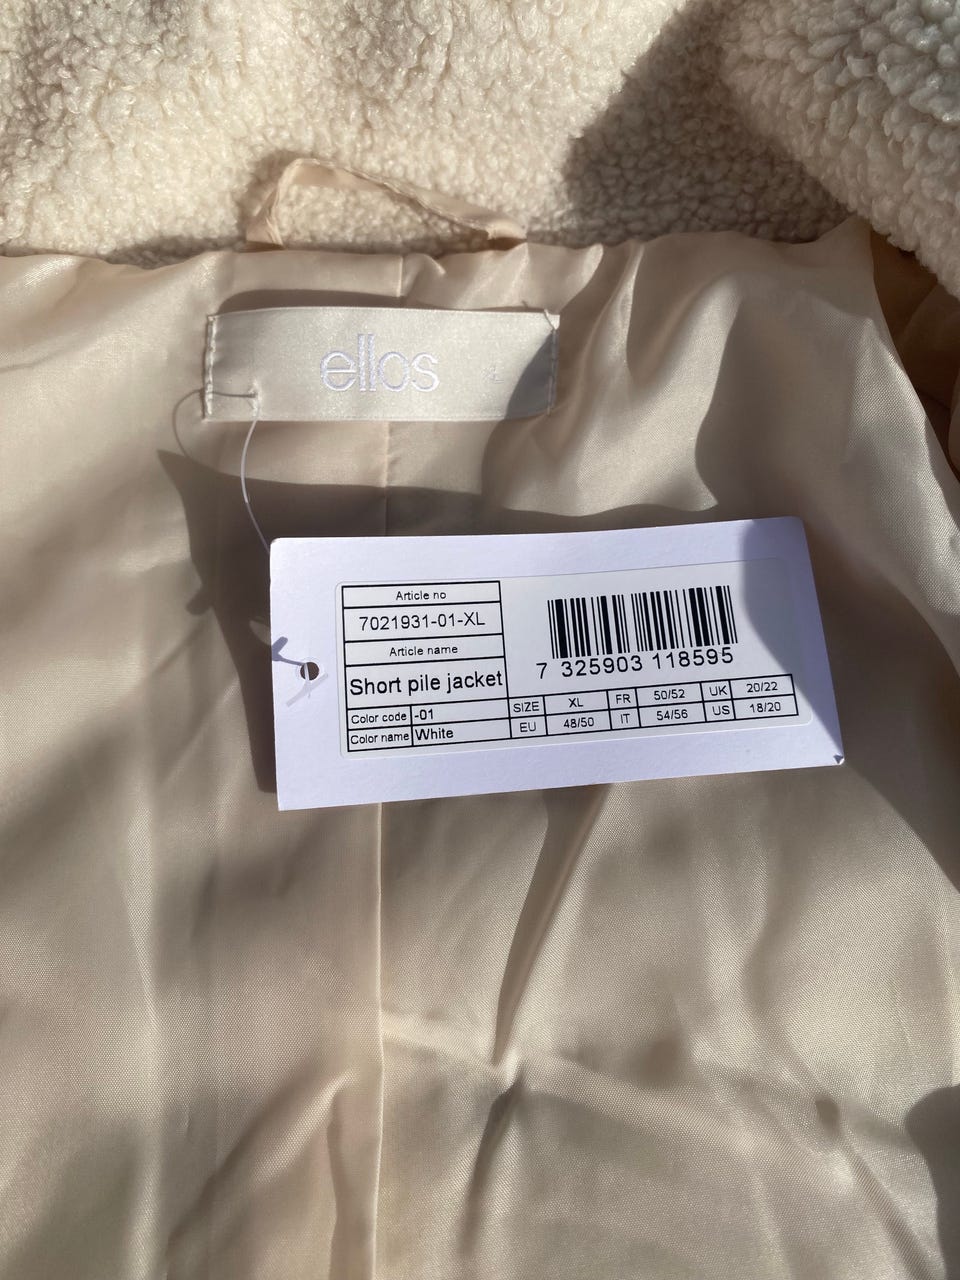 ellos
Article no
7021931-01-XL
Article name
Short pile jacket
Color code -01
Color name White
7 325903 118595
SIZE XL FR 50/52 UK 20/22
EU 48/50 IT 54/56 US 18/20